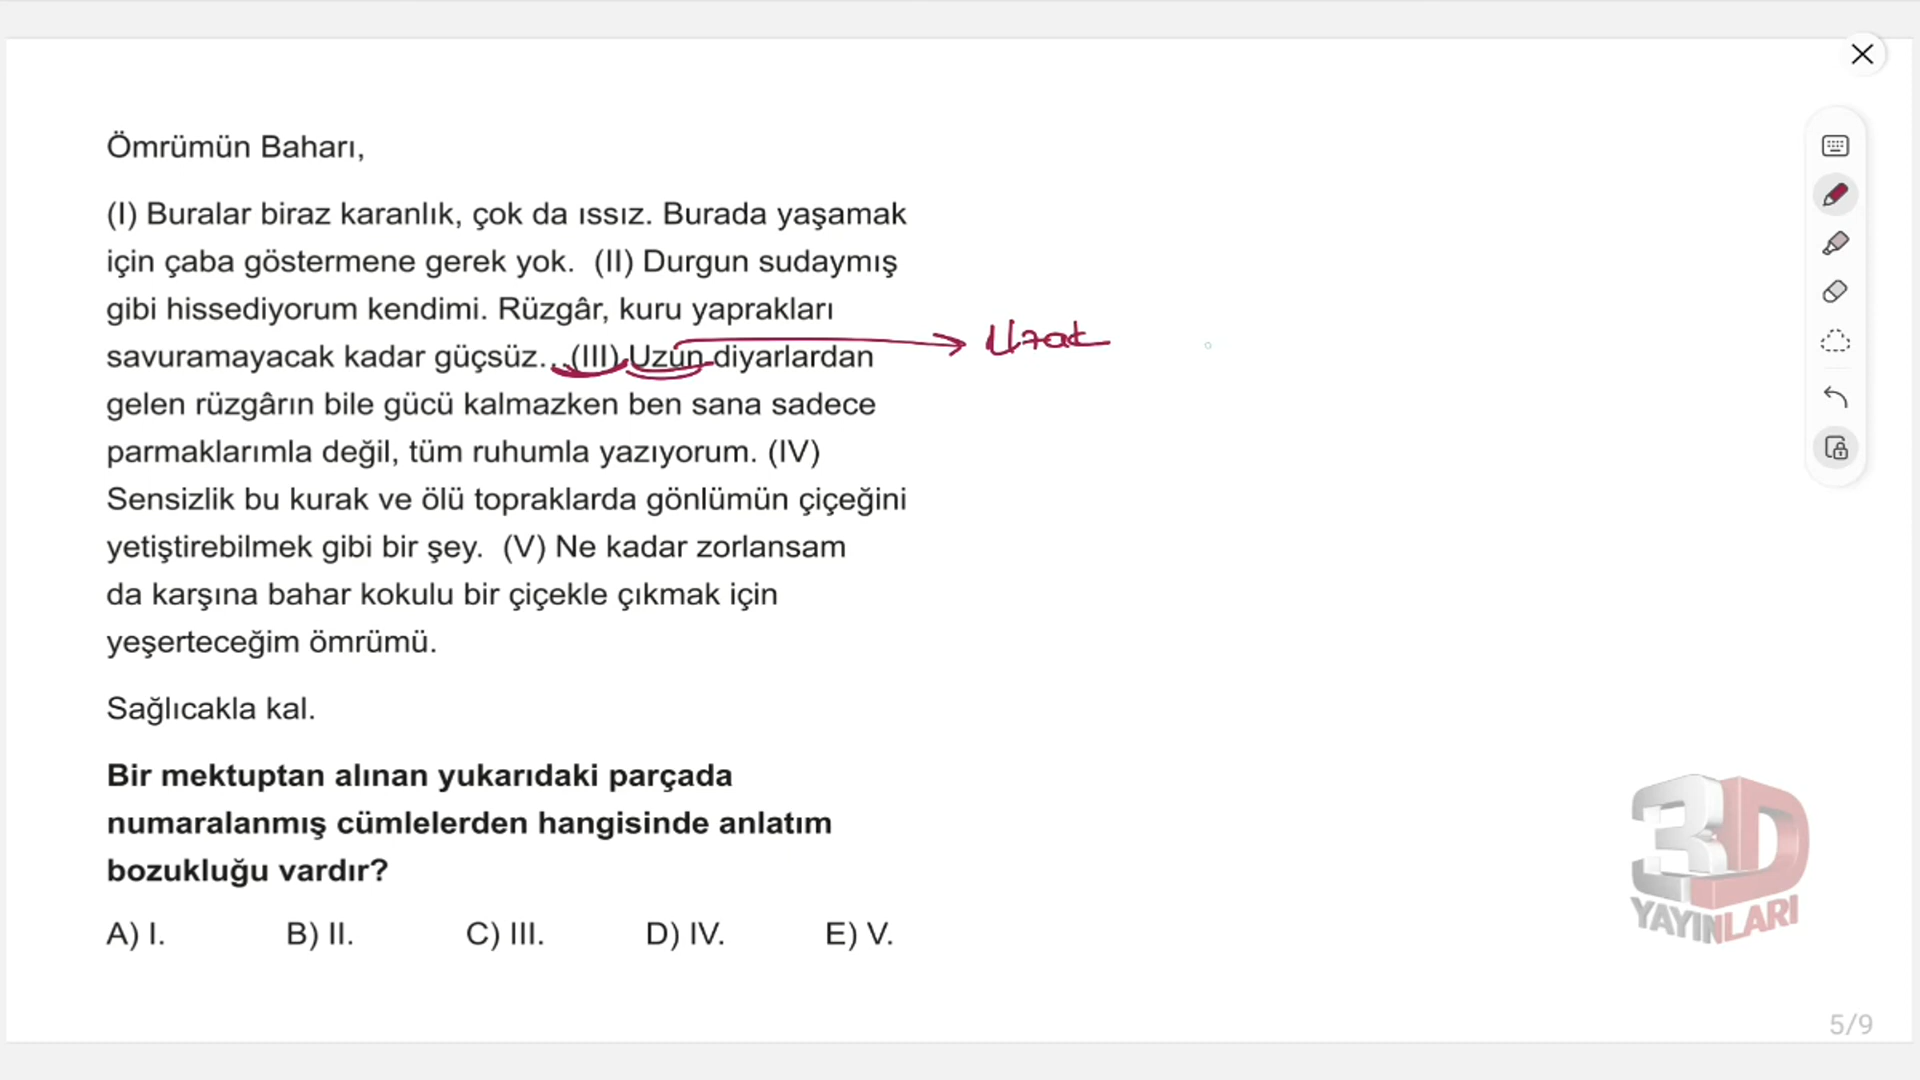 Ömrümün Baharı,
(I) Buralar biraz karanlık, çok da ıssız. Burada yaşamak
için çaba göstermene gerek yok. (II) Durgun sudaymış
gibi hissediyorum kendimi. Rüzgâr, kuru yaprakları
savuramayacak kadar güçsüz... (III) Uzun diyarlardan
Uzak
gelen rüzgârın bile gücü kalmazken ben sana sadece
parmaklarımla değil, tüm ruhumla yazıyorum. (IV)
Sensizlik bu kurak ve ölü topraklarda gönlümün çiçeğini
yetiştirebilmek gibi bir şey. (V) Ne kadar zorlansam
da karşına bahar kokulu bir çiçekle çıkmak için
yeşerteceğim ömrümü.
Sağlıcakla kal.
Bir mektuptan alınan yukarıdaki parçada
numaralanmış cümlelerden hangisinde anlatım
bozukluğu vardır?
A) I. B) II. C) III. D) IV. E) V.
3D
YAYINLARI
5/9